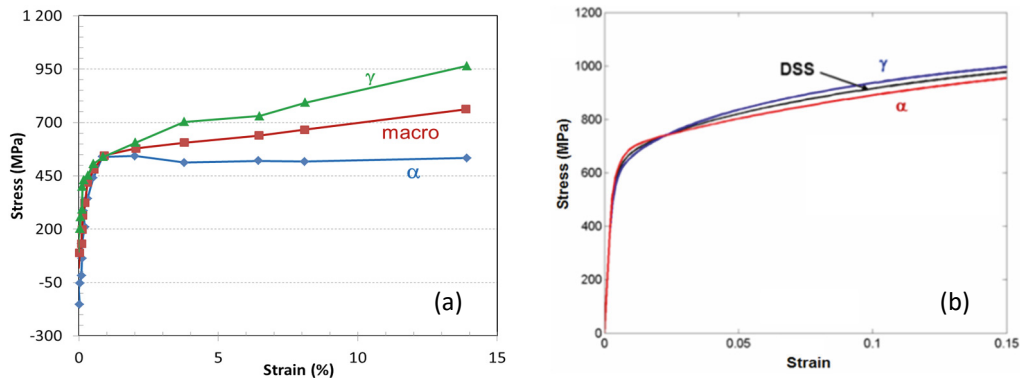 1 200
950
700
450
200
-50
-300
Stress (MPa)
0
5
10
15
Strain (%)
γ
macro
α
(a)
1200
1000
800
600
400
200
0
Stress (MPa)
0
0.05
0.1
0.15
Strain
DSS
γ
α
(b)